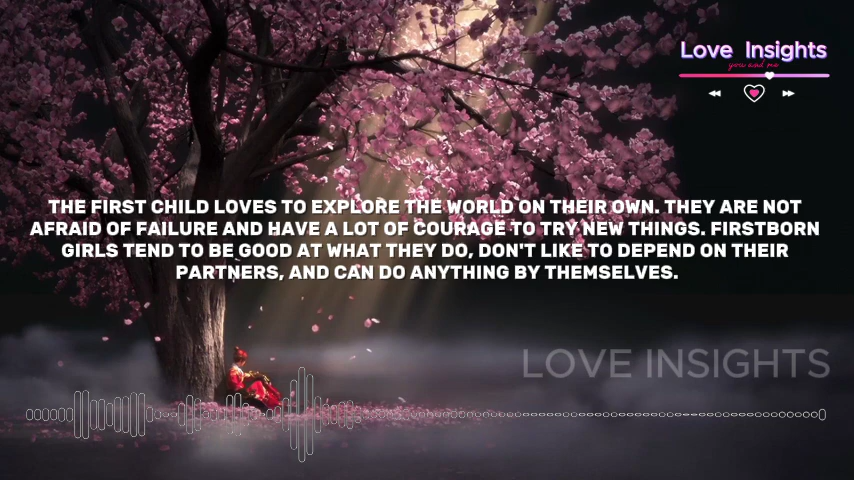 Love Insights
you and me
THE FIRST CHILD LOVES TO EXPLORE THE WORLD ON THEIR OWN. THEY ARE NOT
AFRAID OF FAILURE AND HAVE A LOT OF COURAGE TO TRY NEW THINGS. FIRSTBORN
GIRLS TEND TO BE GOOD AT WHAT THEY DO, DON'T LIKE TO DEPEND ON THEIR
PARTNERS, AND CAN DO ANYTHING BY THEMSELVES.
LOVE INSIGHTS